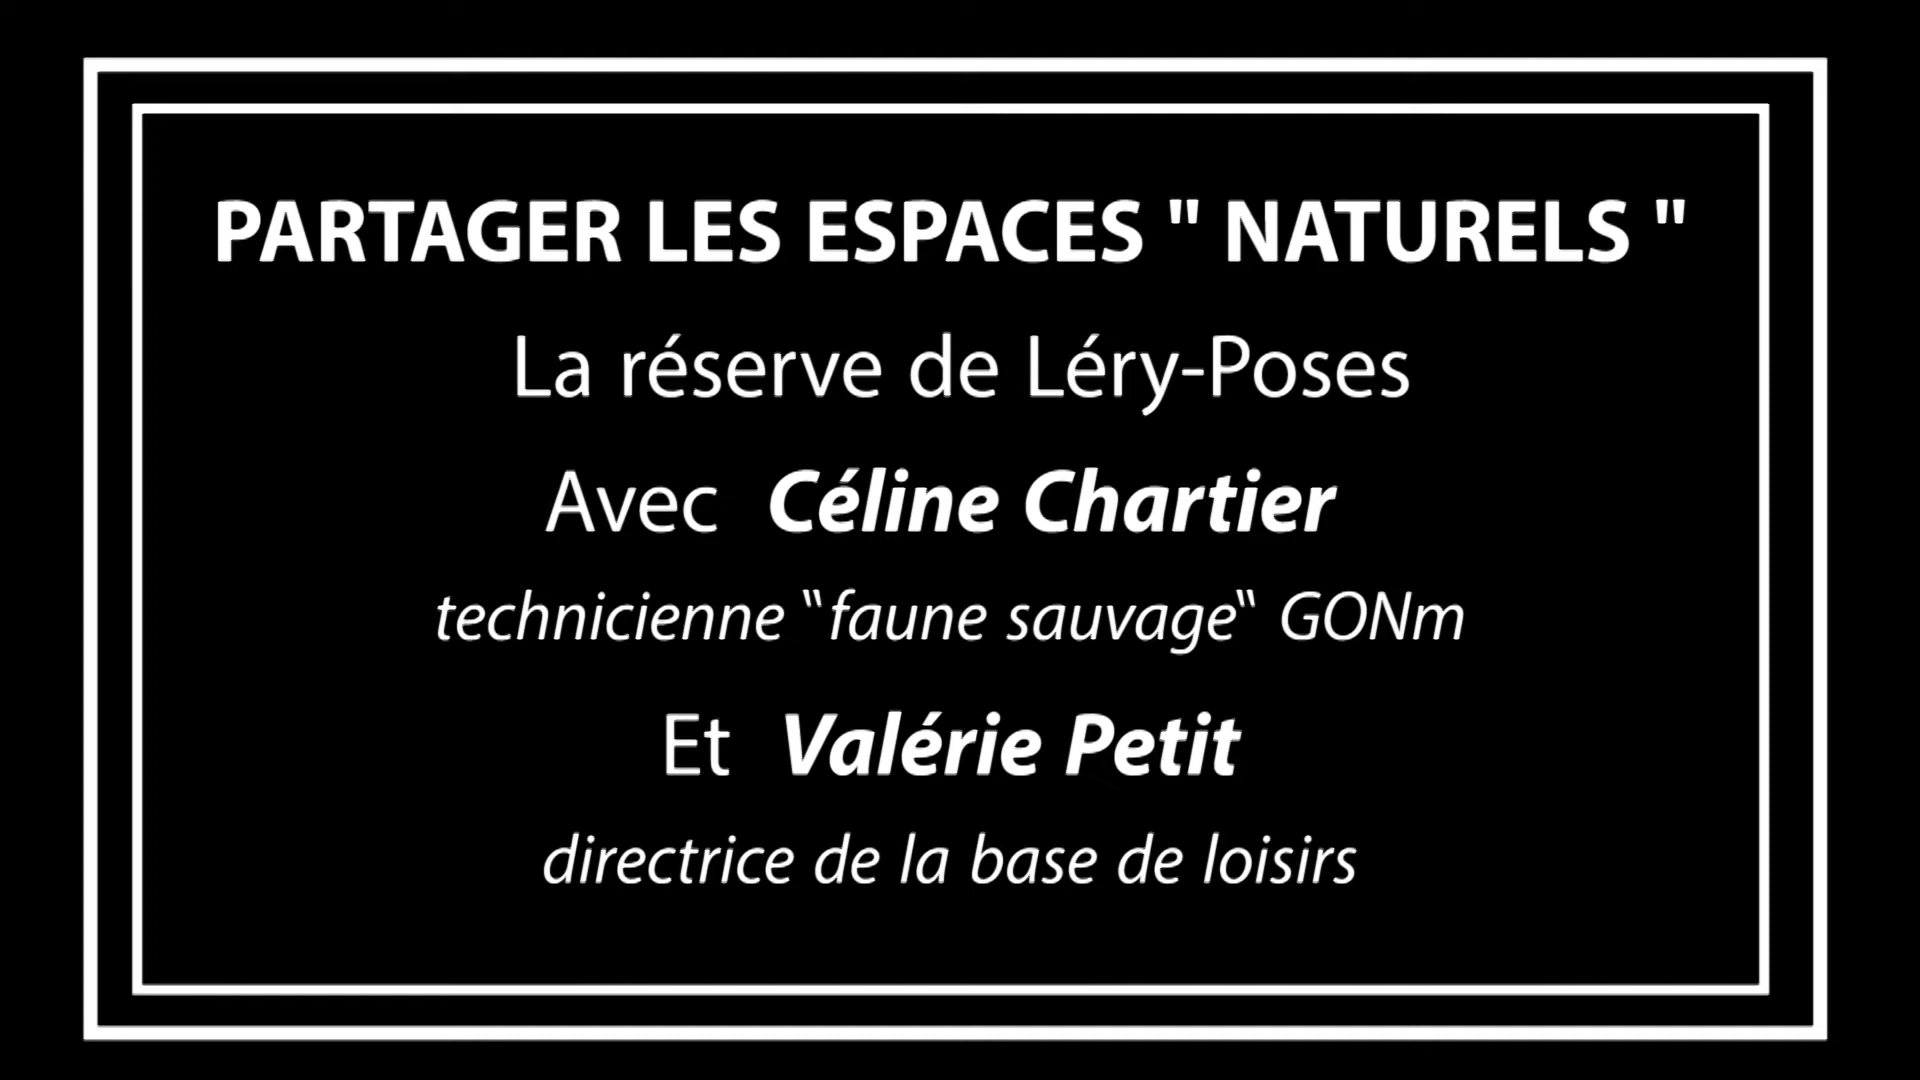 PARTAGER LES ESPACES " NATURELS "
La réserve de Léry-Poses
Avec Céline Chartier
technicienne “faune sauvage“ GONm
Et Valérie Petit
directrice de la base de loisirs